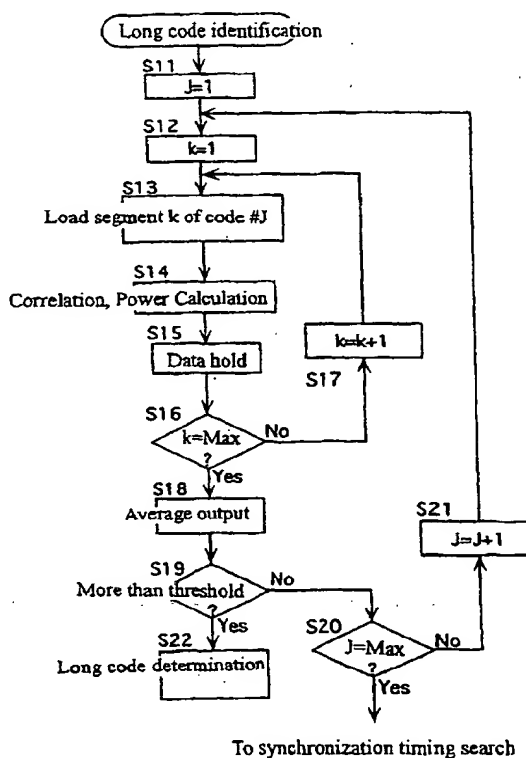 Long code identification
S11
J=1
S12
k=1
S13
Load segment k of code #J
S14
Correlation, Power Calculation
S15
Data hold
k=k+1
S17
S16
k=Max
?
No
Yes
S18
Average output
S21
J=J+1
S19
More than threshold
?
No
Yes
S20
J=Max
?
No
Yes
S22
Long code determination
To synchronization timing search